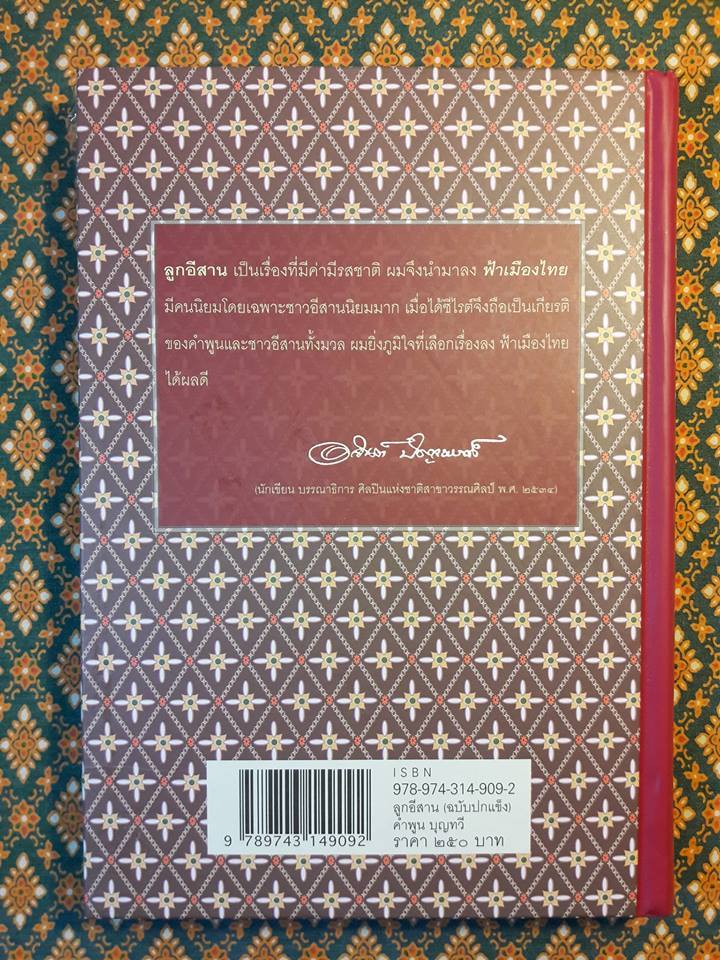 ลูกอีสาน เป็นเรื่องที่มีค่ามีรสชาติ ผมจึงนำมาลง ฟ้าเมืองไทย
มีคนนิยมโดยเฉพาะชาวอีสานนิยมมาก เมื่อได้ซีไรต์จึงถือเป็นเกียรติ
ของคำพูนและชาวอีสานทั้งมวล ผมยิ่งภูมิใจที่เลือกเรื่องลง ฟ้าเมืองไทย
ได้ผลดี
อาจินต์ ปัญจพรรค์
(นักเขียน บรรณาธิการ ศิลปินแห่งชาติสาขาวรรณศิลป์ พ.ศ. ๒๕๓๔)
ISBN
978-974-314-909-2
ลูกอีสาน (ฉบับปกแข็ง)
คำพูน บุญทวี
ราคา ๒๕๐ บาท
9 789743 149092